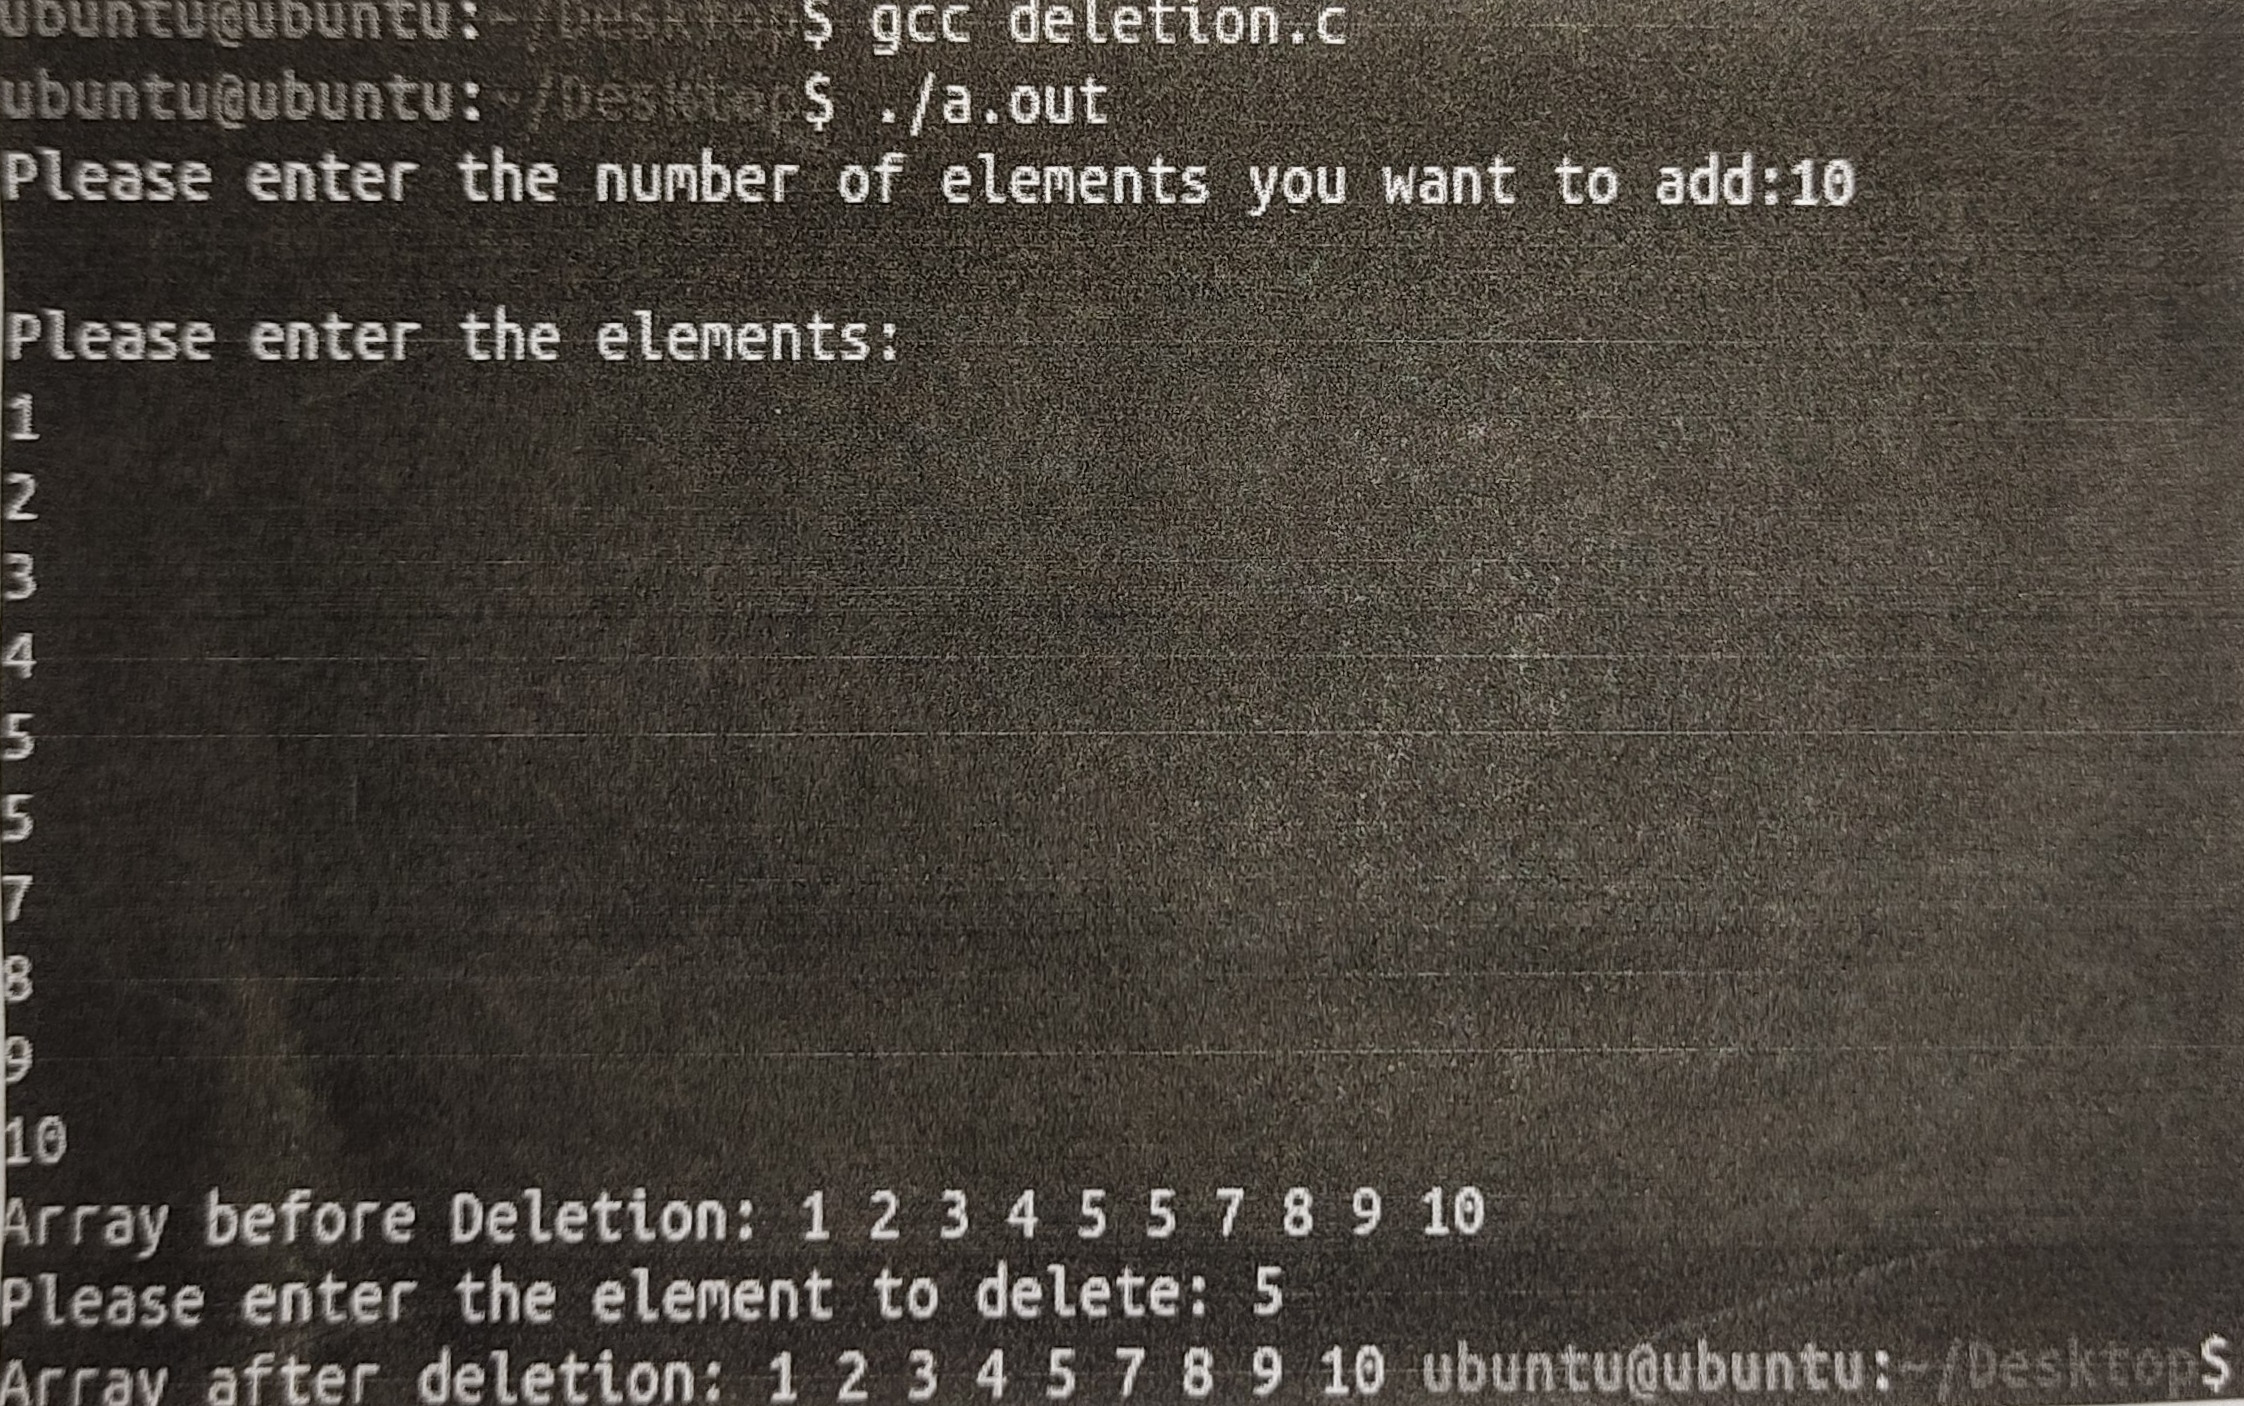 ubuntu@ubuntu:~/Desktop$ gcc deletion.c
ubuntu@ubuntu:~/Desktop$ ./a.out
Please enter the number of elements you want to add:10
Please enter the elements:
1
2
3
4
5
5
7
8
9
10
Array before Deletion: 1 2 3 4 5 5 7 8 9 10
Please enter the element to delete: 5
Array after deletion: 1 2 3 4 5 7 8 9 10 ubuntu@ubuntu:~/Desktop$